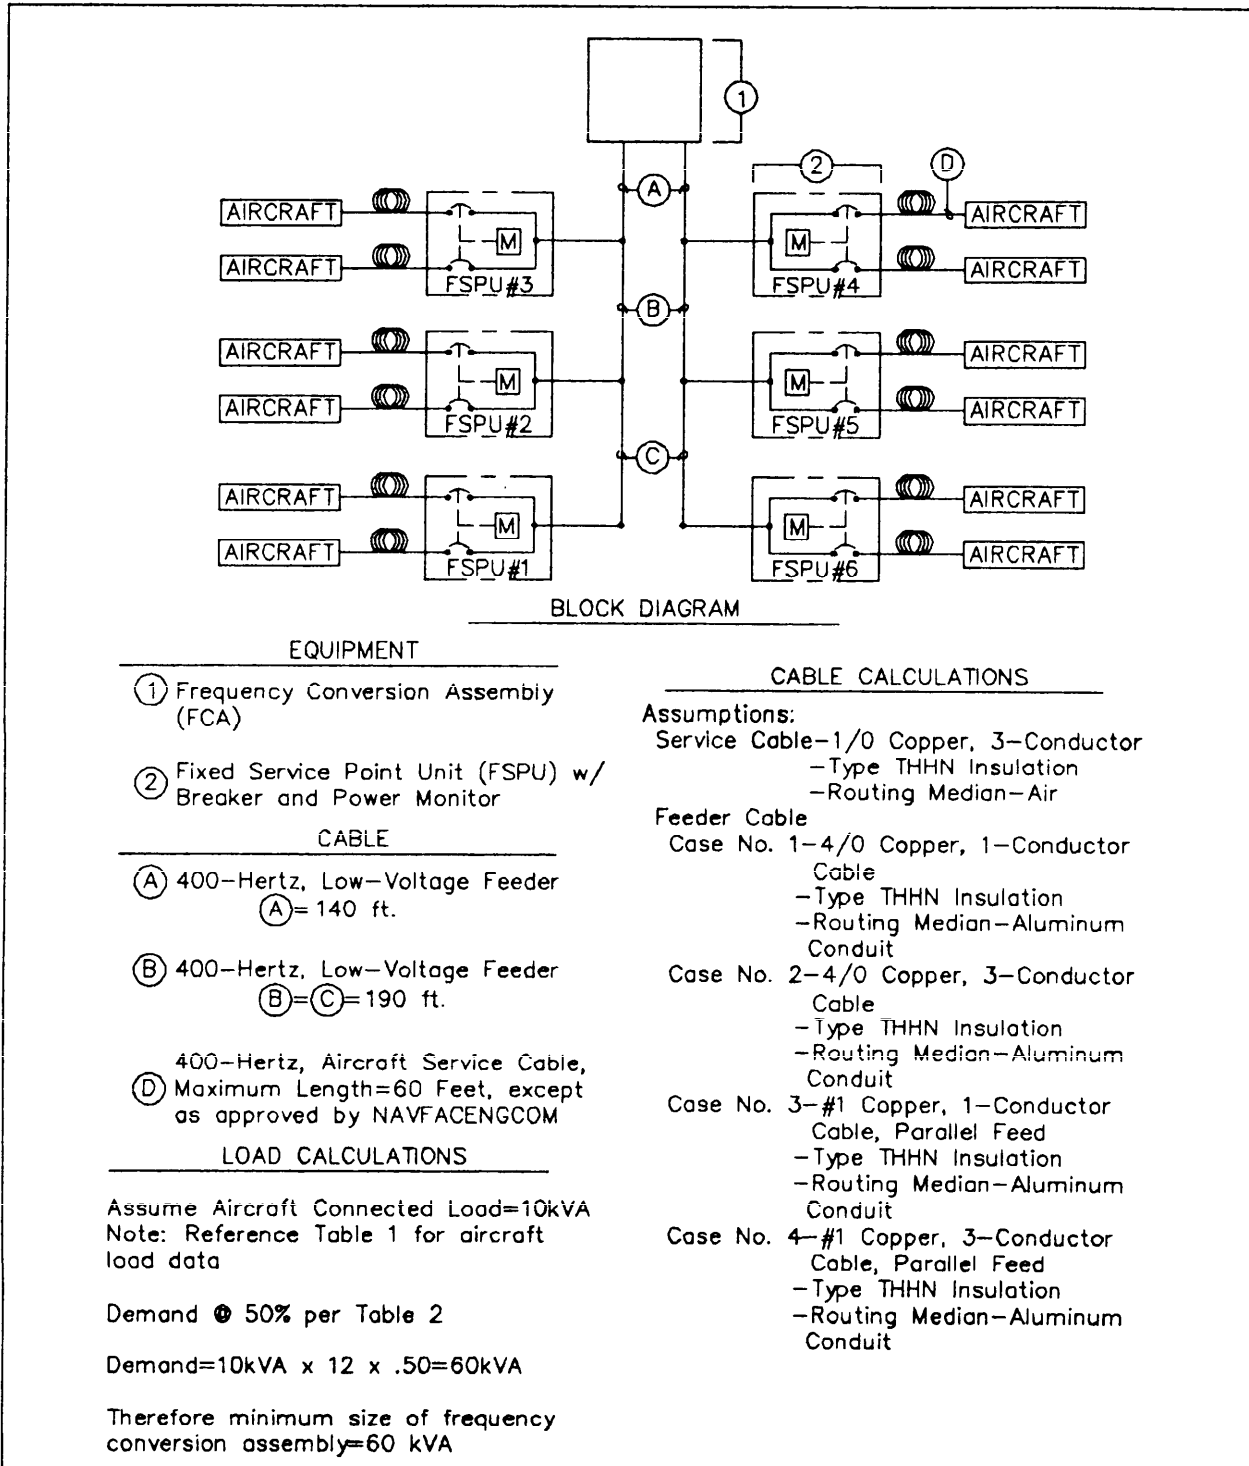 1
A
2
D
AIRCRAFT
AIRCRAFT
M
FSPU#3
M
FSPU#4
AIRCRAFT
AIRCRAFT
B
AIRCRAFT
AIRCRAFT
M
FSPU#2
M
FSPU#5
AIRCRAFT
AIRCRAFT
C
AIRCRAFT
AIRCRAFT
M
FSPU#1
M
FSPU#6
AIRCRAFT
AIRCRAFT
BLOCK DIAGRAM
EQUIPMENT
1 Frequency Conversion Assembly
(FCA)
2 Fixed Service Point Unit (FSPU) w/
Breaker and Power Monitor
CABLE
A 400-Hertz, Low-Voltage Feeder
A= 140 ft.
B 400-Hertz, Low-Voltage Feeder
B=C=190 ft.
400-Hertz, Aircraft Service Cable,
D Maximum Length=60 Feet, except
as approved by NAVFACENGCOM
LOAD CALCULATIONS
Assume Aircraft Connected Load=10kVA
Note: Reference Table 1 for aircraft
load data
Demand @ 50% per Table 2
Demand=10kVA x 12 x .50=60kVA
Therefore minimum size of frequency
conversion assembly=60 kVA
CABLE CALCULATIONS
Assumptions:
Service Cable-1/0 Copper, 3-Conductor
-Type THHN Insulation
-Routing Median-Air
Feeder Cable
Case No. 1-4/0 Copper, 1-Conductor
Cable
-Type THHN Insulation
-Routing Median-Aluminum
Conduit
Case No. 2-4/0 Copper, 3-Conductor
Cable
-Type THHN Insulation
-Routing Median-Aluminum
Conduit
Case No. 3-#1 Copper, 1-Conductor
Cable, Parallel Feed
-Type THHN Insulation
-Routing Median-Aluminum
Conduit
Case No. 4-#1 Copper, 3-Conductor
Cable, Parallel Feed
-Type THHN Insulation
-Routing Median-Aluminum
Conduit